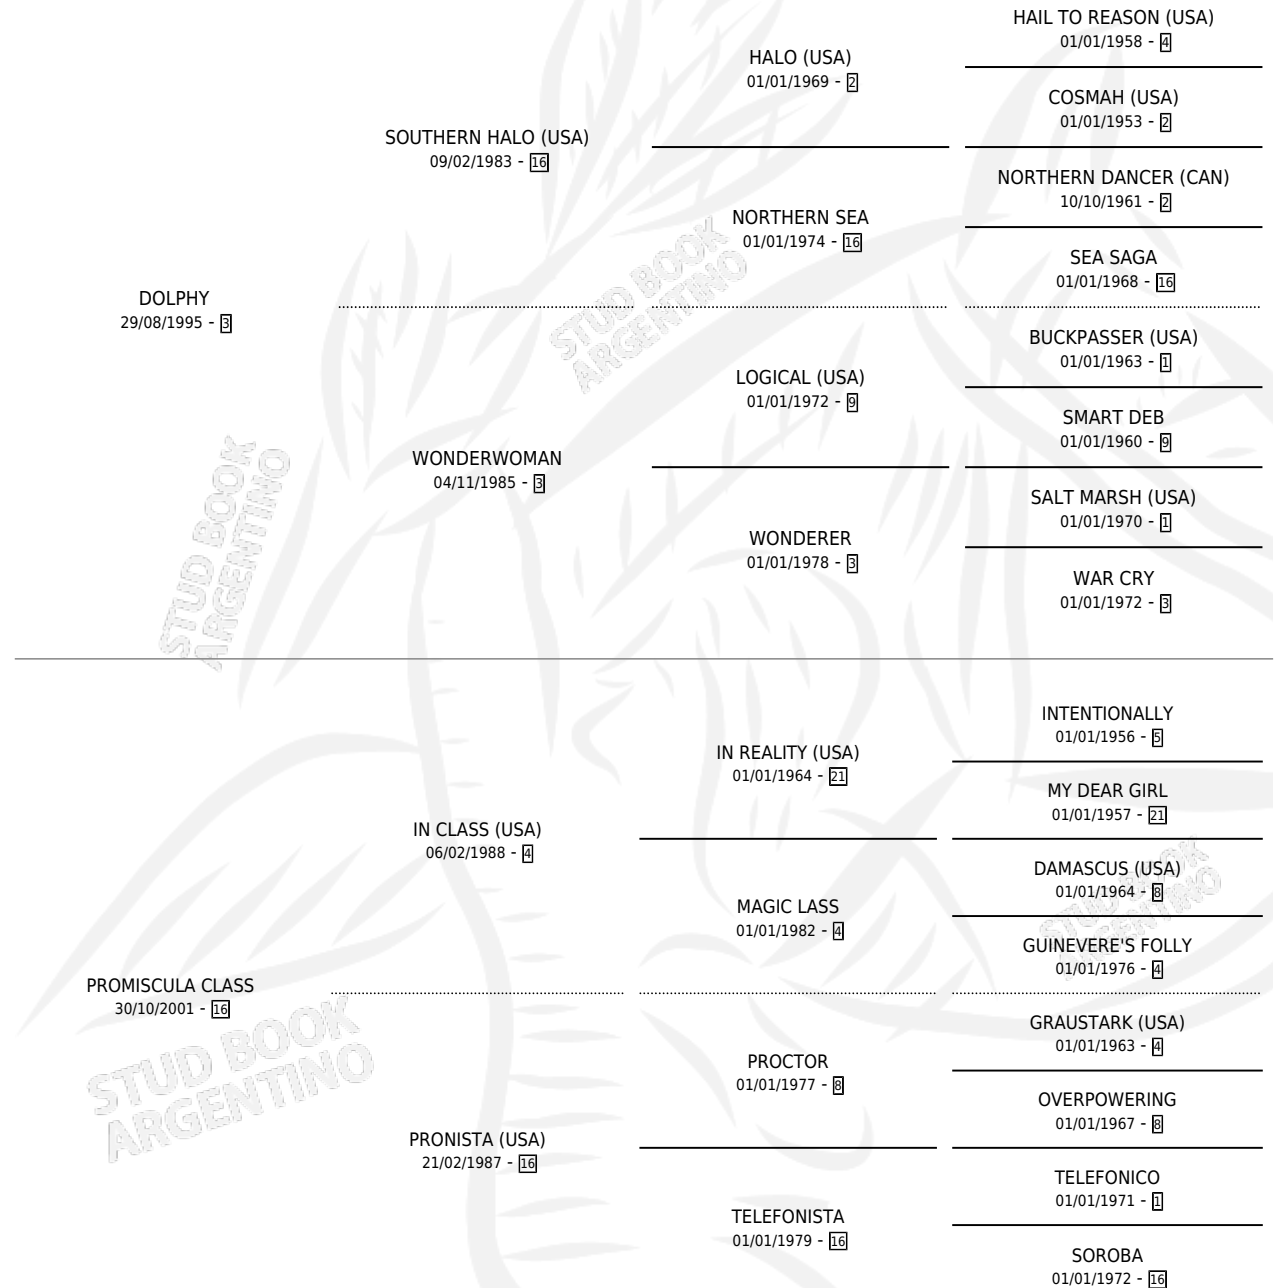 HAIL TO REASON (USA)
01/01/1958 - 4
HALO (USA)
01/01/1969 - 2
COSMAH (USA)
01/01/1953 - 2
SOUTHERN HALO (USA)
09/02/1983 - 16
NORTHERN DANCER (CAN)
10/10/1961 - 2
NORTHERN SEA
01/01/1974 - 16
SEA SAGA
01/01/1968 - 16
STUD BOOK
ARGENTINO
DOLPHY
29/08/1995 - 3
BUCKPASSER (USA)
01/01/1963 - 1
LOGICAL (USA)
01/01/1972 - 9
SMART DEB
01/01/1960 - 9
WONDERWOMAN
04/11/1985 - 3
SALT MARSH (USA)
01/01/1970 - 1
WONDERER
01/01/1978 - 3
WAR CRY
01/01/1972 - 3
STUD BOOK
ARGENTINO
INTENTIONALLY
01/01/1956 - 5
IN REALITY (USA)
01/01/1964 - 21
MY DEAR GIRL
01/01/1957 - 21
IN CLASS (USA)
06/02/1988 - 4
DAMASCUS (USA)
01/01/1964 - 8
MAGIC LASS
01/01/1982 - 4
GUINEVERE'S FOLLY
01/01/1976 - 4
STUD BOOK
ARGENTINO
PROMISCULA CLASS
30/10/2001 - 16
GRAUSTARK (USA)
01/01/1963 - 4
PROCTOR
01/01/1977 - 8
OVERPOWERING
01/01/1967 - 8
STUD BOOK
ARGENTINO
PRONISTA (USA)
21/02/1987 - 16
TELEFONICO
01/01/1971 - 1
TELEFONISTA
01/01/1979 - 16
SOROBA
01/01/1972 - 16